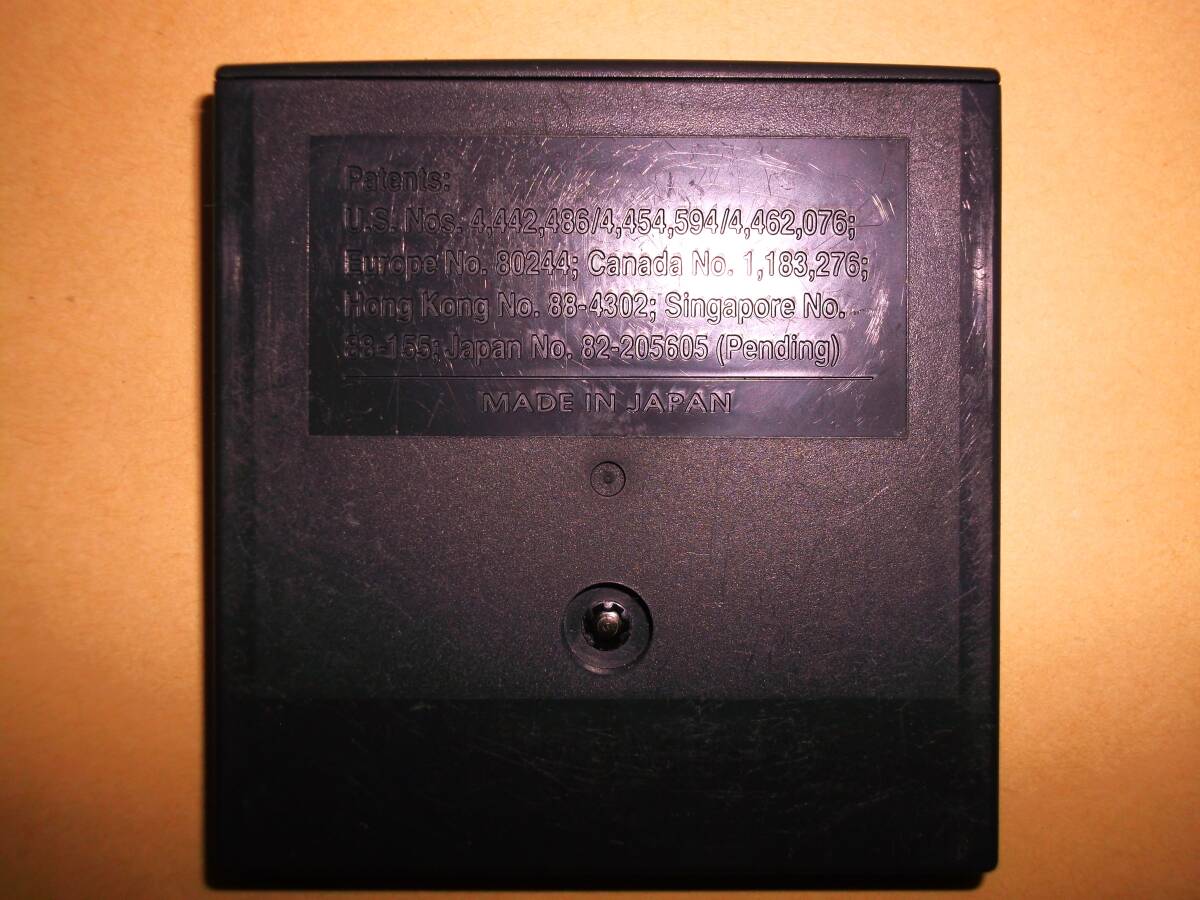 Patents:
U.S. Nos. 4,442,486/4,454,594/4,462,076;
Europe No. 80244; Canada No. 1,183,276;
Hong Kong No. 88-4302; Singapore No.
88-155; Japan No. 82-205605 (Pending)
MADE IN JAPAN